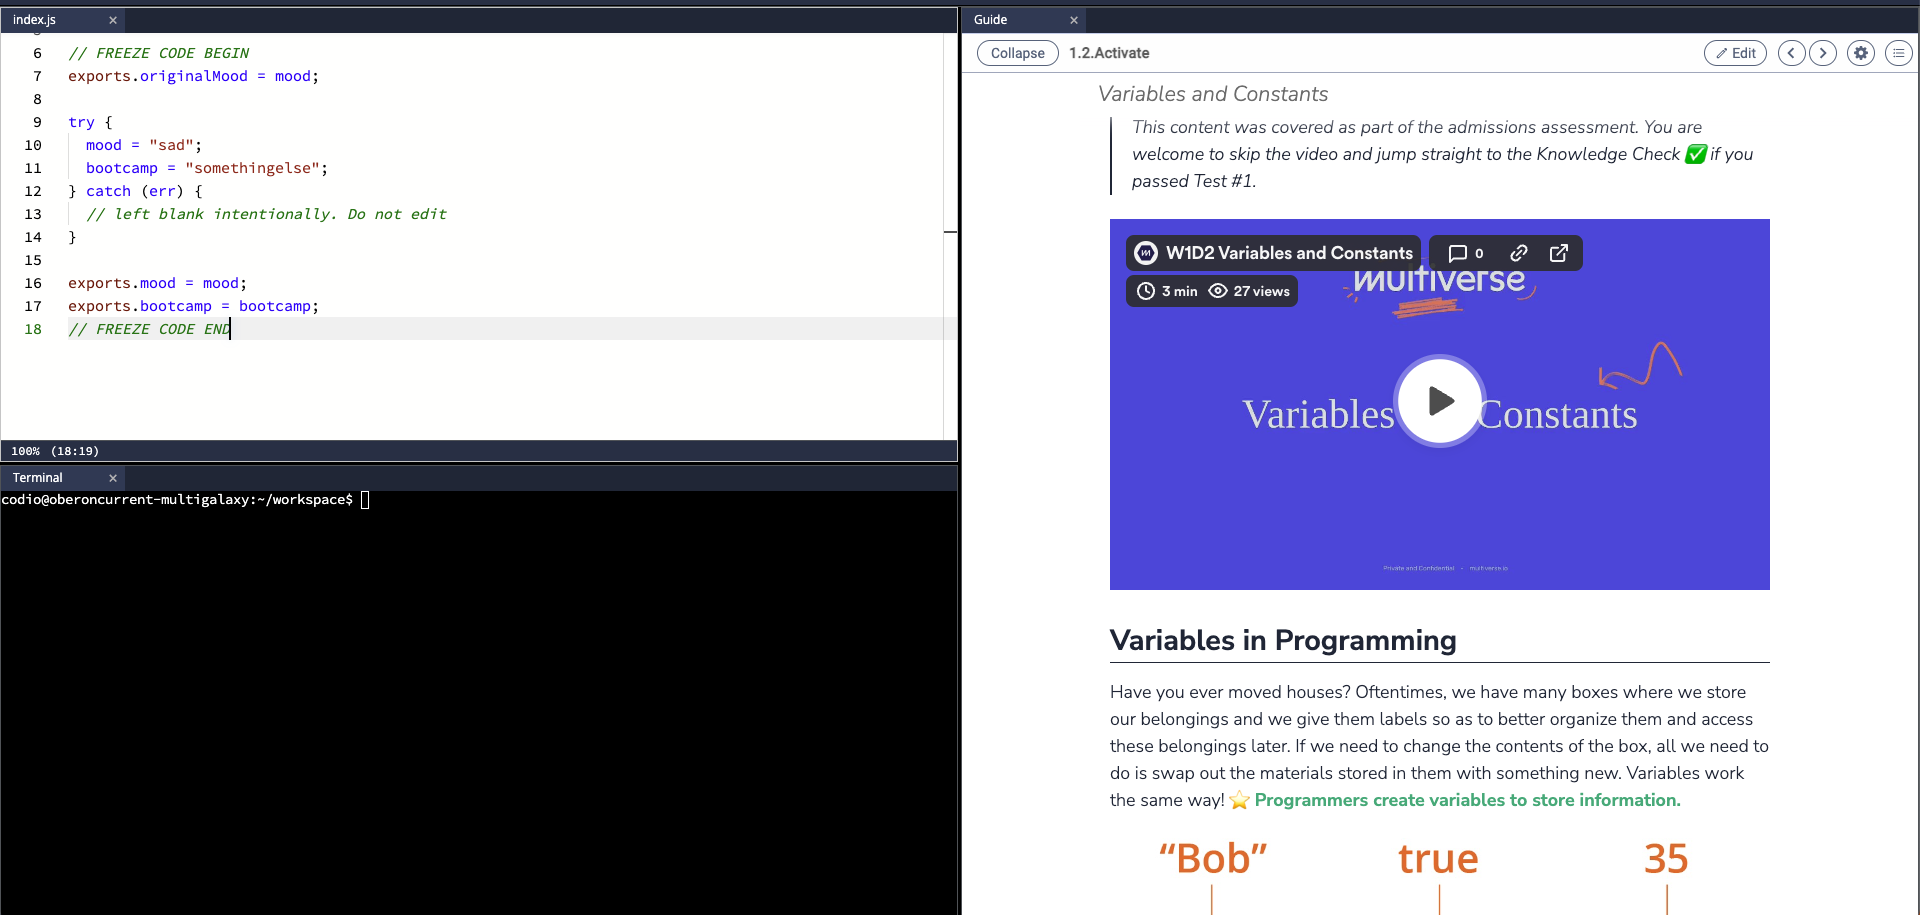 index.js ×
6 // FREEZE CODE BEGIN
7 exports.originalMood = mood;
8
9 try {
10 mood = "sad";
11 bootcamp = "somethingelse";
12 } catch (err) {
13 // left blank intentionally. Do not edit
14 }
15
16 exports.mood = mood;
17 exports.bootcamp = bootcamp;
18 // FREEZE CODE END
100% (18:19)
Terminal ×
codio@oberoncurrent-multigalaxy:~/workspace$
Guide ×
Collapse 1.2.Activate Edit
Variables and Constants
This content was covered as part of the admissions assessment. You are
welcome to skip the video and jump straight to the Knowledge Check ✅ if you
passed Test #1.
W1D2 Variables and Constants 0
multiverse
3 min 27 views
Variables Constants
Private and Confidential - multiverse.io
Variables in Programming
Have you ever moved houses? Oftentimes, we have many boxes where we store
our belongings and we give them labels so as to better organize them and access
these belongings later. If we need to change the contents of the box, all we need to
do is swap out the materials stored in them with something new. Variables work
the same way! ⭐ Programmers create variables to store information.
“Bob” true 35